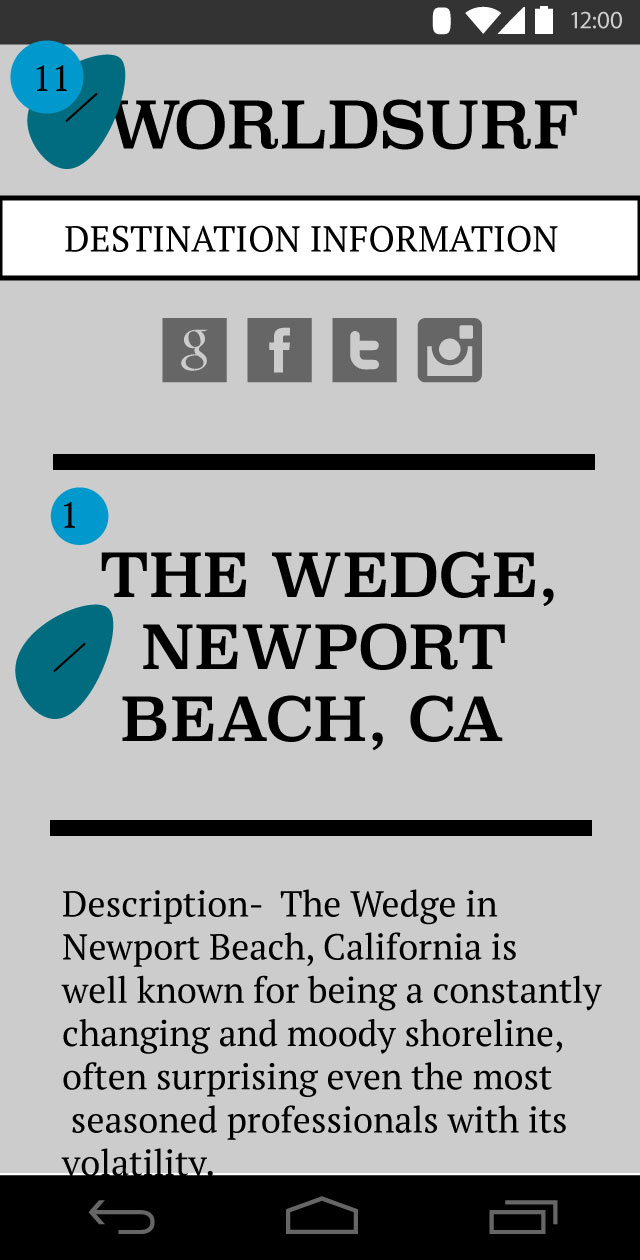 12:00
11
WORLDSURF
DESTINATION INFORMATION
g f t
1
THE WEDGE,
NEWPORT
BEACH, CA
Description-  The Wedge in
Newport Beach, California is
well known for being a constantly
changing and moody shoreline,
often surprising even the most
seasoned professionals with its
volatility.